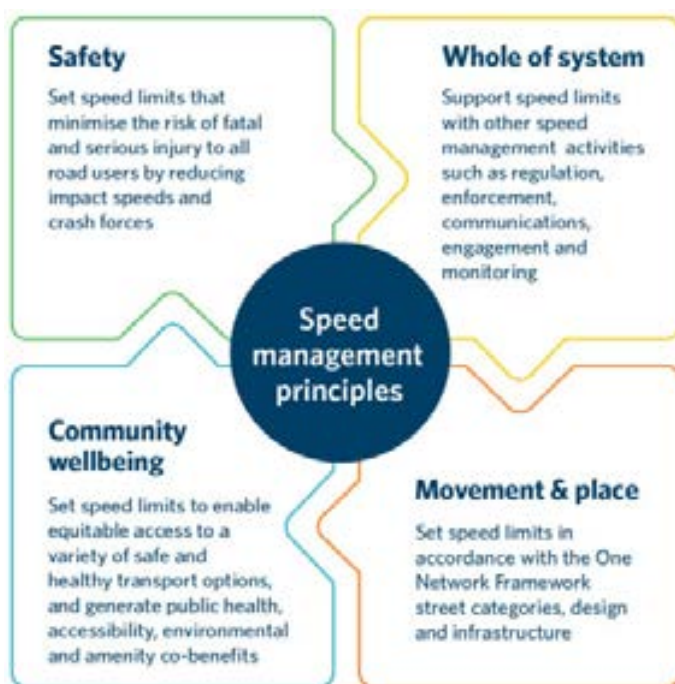 Safety
Set speed limits that
minimise the risk of fatal
and serious injury to all
road users by reducing
impact speeds and
crash forces
Whole of system
Support speed limits
with other speed
management activities
such as regulation,
enforcement,
communications,
engagement and
monitoring
Speed
management
principles
Community
wellbeing
Set speed limits to enable
equitable access to a
variety of safe and
healthy transport options,
and generate public health,
accessibility, environmental
and amenity co-benefits
Movement & place
Set speed limits in
accordance with the One
Network Framework
street categories, design
and infrastructure